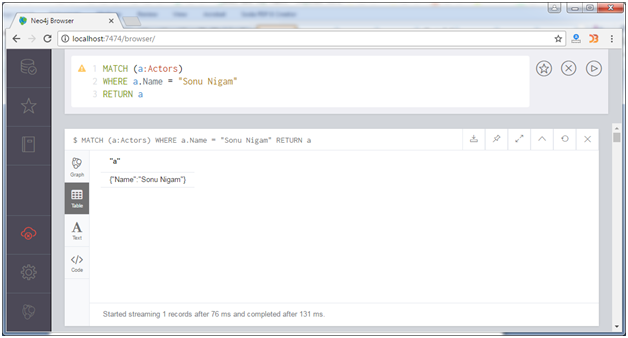 Neo4j Browser
localhost:7474/browser/
1 MATCH (a:Actors)
2 WHERE a.Name = "Sonu Nigam"
3 RETURN a
$ MATCH (a:Actors) WHERE a.Name = "Sonu Nigam" RETURN a
Graph
Table
A
Text
</>
Code
"a"
{"Name":"Sonu Nigam"}
Started streaming 1 records after 76 ms and completed after 131 ms.